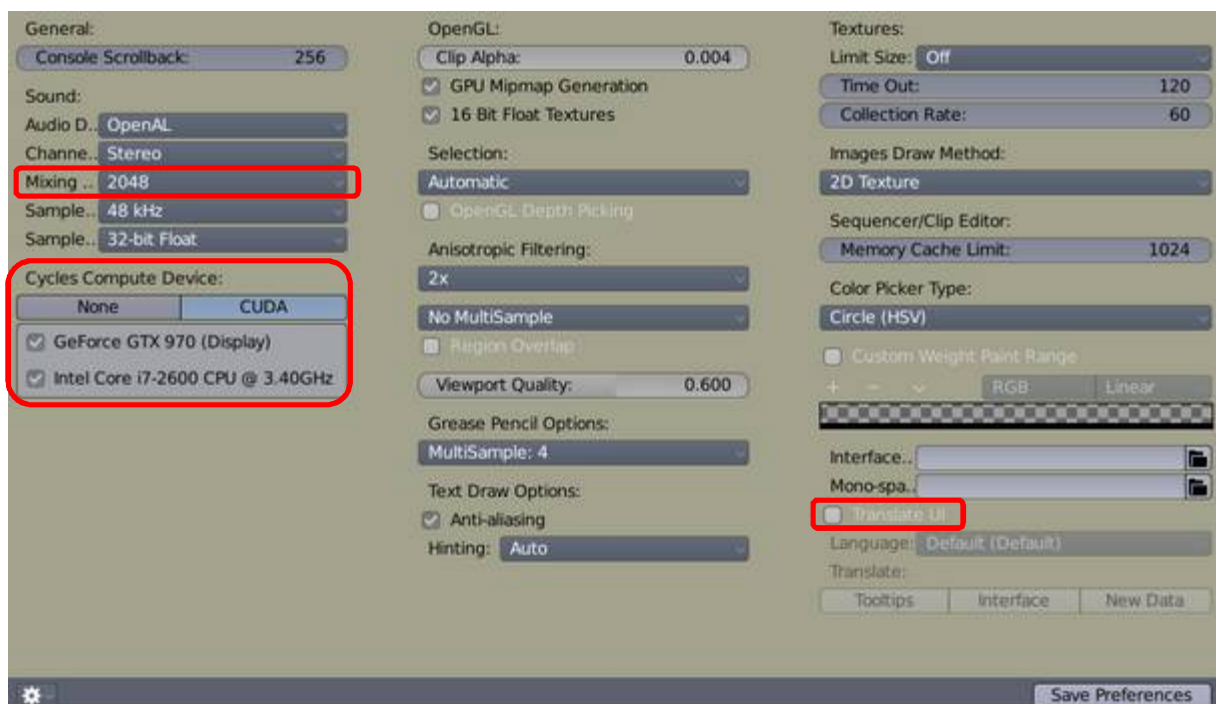 General:
Console Scrollback: 256
Sound:
Audio D.. OpenAL
Channe.. Stereo
Mixing .. 2048
Sample.. 48 kHz
Sample.. 32-bit Float
Cycles Compute Device:
None CUDA
GeForce GTX 970 (Display)
Intel Core i7-2600 CPU @ 3.40GHz
OpenGL:
Clip Alpha: 0.004
GPU Mipmap Generation
16 Bit Float Textures
Selection:
Automatic
OpenGL Depth Picking
Anisotropic Filtering:
2x
No MultiSample
Region Overlap
Viewport Quality: 0.600
Grease Pencil Options:
MultiSample: 4
Text Draw Options:
Anti-aliasing
Hinting: Auto
Textures:
Limit Size: Off
Time Out: 120
Collection Rate: 60
Images Draw Method:
2D Texture
Sequencer/Clip Editor:
Memory Cache Limit: 1024
Color Picker Type:
Circle (HSV)
Custom Weight Paint Range
RGB Linear
Interface..
Mono-spa..
Translate UI
Language: Default (Default)
Translate:
Tooltips Interface New Data
Save Preferences